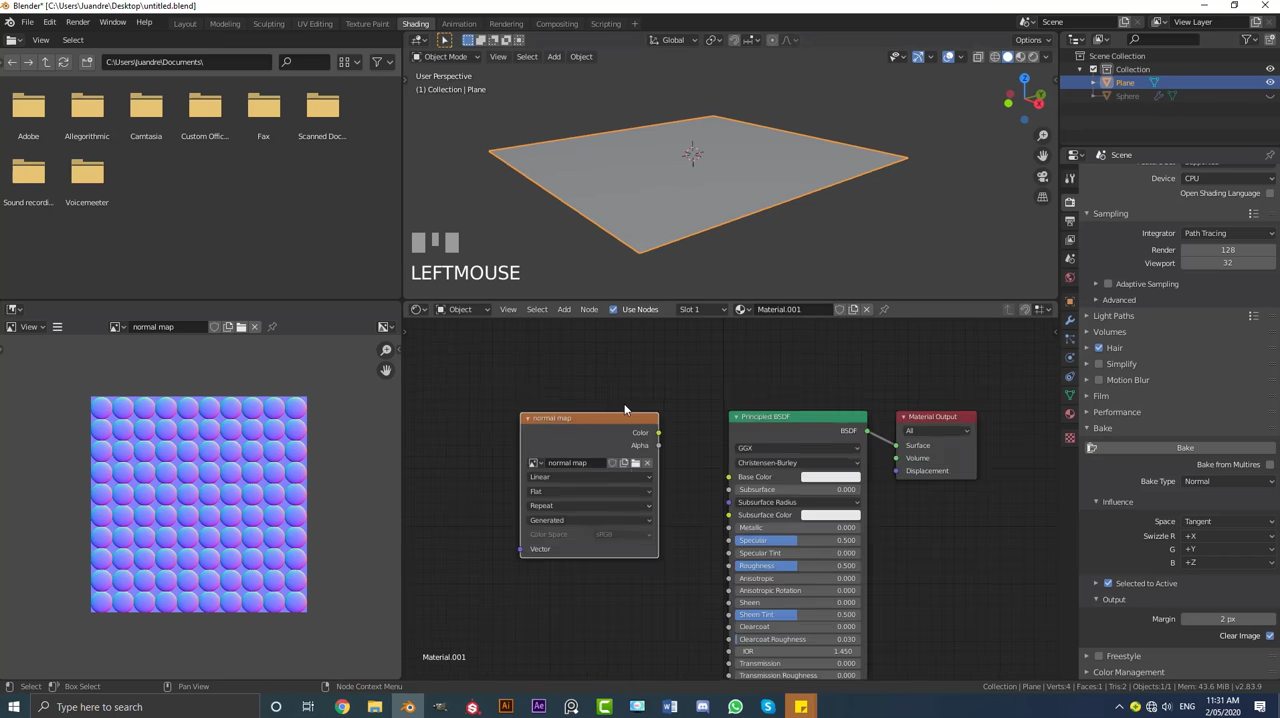 Blender* [C:\Users\Juandre\Desktop\untitled.blend]
File Edit Render Window Help Layout Modeling Sculpting UV Editing Texture Paint Shading Animation Rendering Compositing Scripting Scene View Layer
View Select Global Options
C:\Users\Juandre\Documents\ Object Mode View Select Add Object
User Perspective
(1) Collection | Plane
Adobe Allegorithmic Camtasia Custom Offic... Fax Scanned Doc...
Sound recordi... Voicemeeter
X Y Z
LEFTMOUSE
Scene Collection
Collection
Plane
Sphere
Scene
Device CPU
Open Shading Language
Sampling
Integrator Path Tracing
Render 128
Viewport 32
Adaptive Sampling
Advanced
Light Paths
Volumes
Hair
Simplify
Motion Blur
Film
Performance
Bake
Bake
Bake from Multires
Bake Type Normal
Influence
Space Tangent
Swizzle R +X
G +Y
B +Z
Selected to Active
Output
Margin 2 px
Clear Image
Freestyle
Color Management
Object View Select Add Node Use Nodes Slot 1 Material.001
View normal map
normal map
Color
Alpha
normal map
Linear
Flat
Repeat
Generated
Color Space sRGB
Vector
Principled BSDF
BSDF
GGX
Christensen-Burley
Base Color
Subsurface 0.000
Subsurface Radius
Subsurface Color
Metallic 0.000
Specular 0.500
Specular Tint 0.000
Roughness 0.500
Anisotropic 0.000
Anisotropic Rotation 0.000
Sheen 0.000
Sheen Tint 0.500
Clearcoat 0.000
Clearcoat Roughness 0.030
IOR 1.450
Transmission 0.000
Transmission Roughness 0.000
Material Output
All
Surface
Volume
Displacement
Material.001
Select Box Select Pan View Node Context Menu Collection | Plane | Verts:4 | Faces:1 | Tris:2 | Objects:1/1 | Mem: 43.6 MiB | v2.83.9
Type here to search Ai Ae W ENG 11:31 AM
2/05/2020